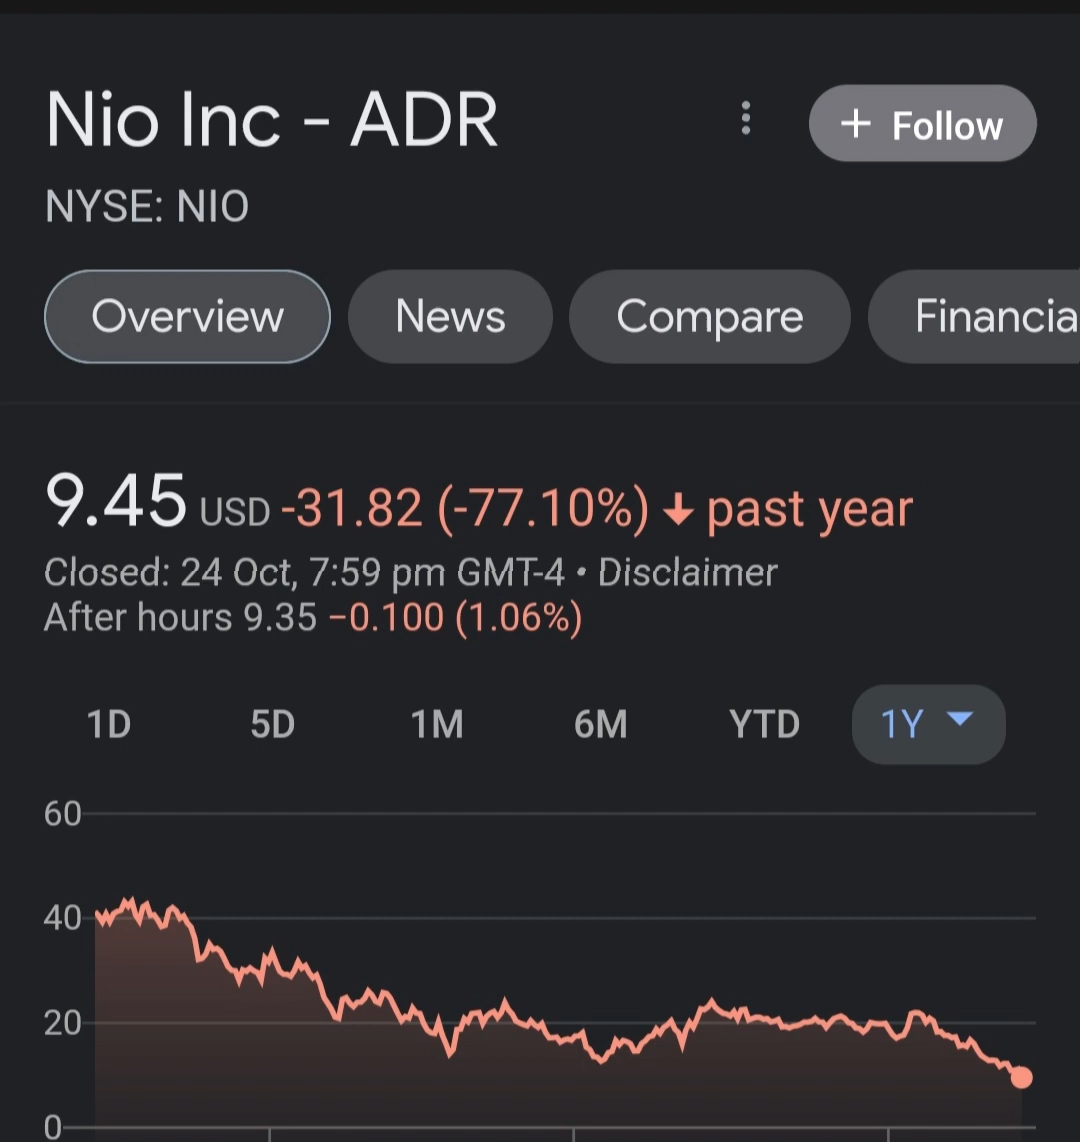 Nio Inc - ADR
+ Follow
NYSE: NIO
Overview News Compare Financia
9.45 USD -31.82 (-77.10%) ↓ past year
Closed: 24 Oct, 7:59 pm GMT-4 • Disclaimer
After hours 9.35 −0.100 (1.06%)
1D 5D 1M 6M YTD 1Y
60
40
20
0